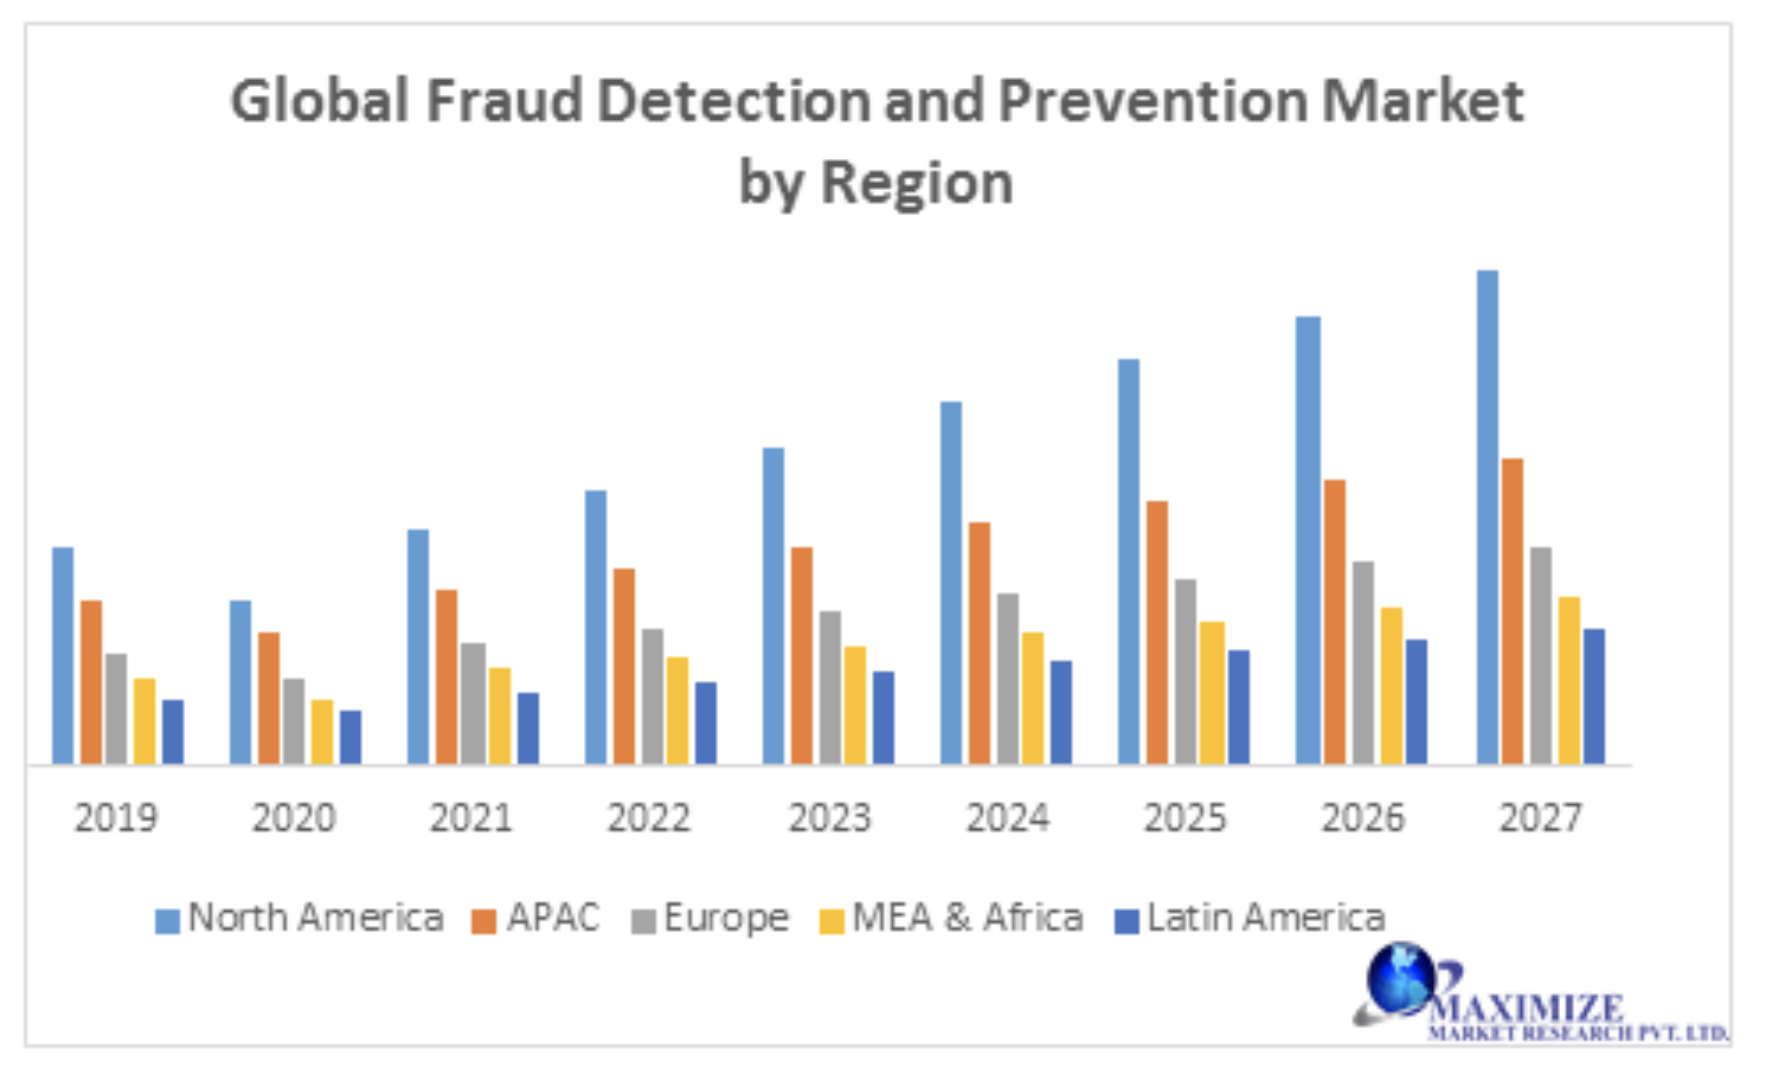 Global Fraud Detection and Prevention Market
by Region
2019 2020 2021 2022 2023 2024 2025 2026 2027
North America APAC Europe MEA & Africa Latin America
MAXIMIZE
MARKET RESEARCH PVT. LTD.